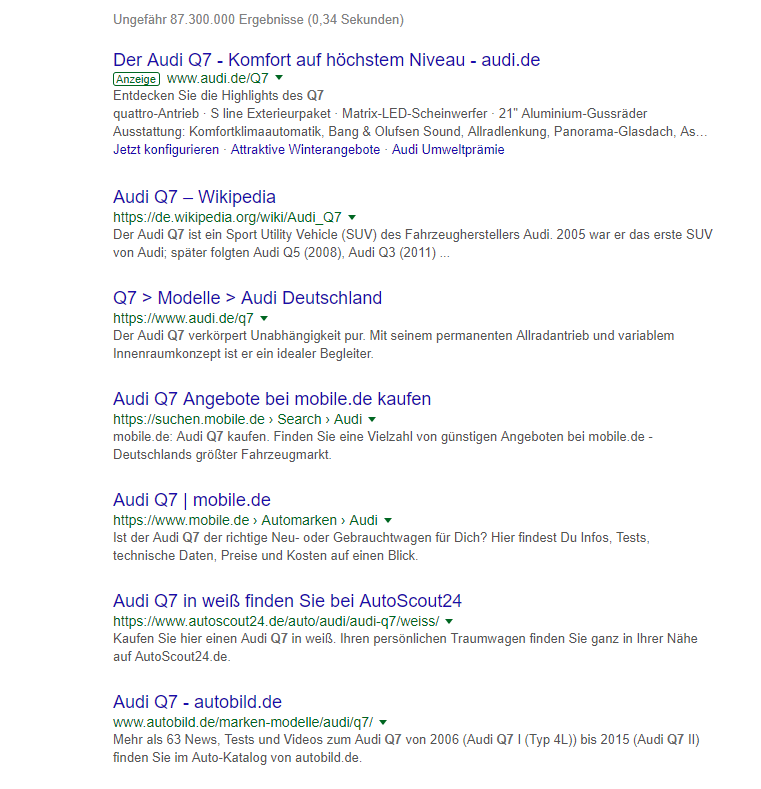 Ungefähr 87.300.000 Ergebnisse (0,34 Sekunden)
Der Audi Q7 - Komfort auf höchstem Niveau - audi.de
Anzeige www.audi.de/Q7
Entdecken Sie die Highlights des Q7
quattro-Antrieb · S line Exterieurpaket · Matrix-LED-Scheinwerfer · 21" Aluminium-Gussräder
Ausstattung: Komfortklimaautomatik, Bang & Olufsen Sound, Allradlenkung, Panorama-Glasdach, As…
Jetzt konfigurieren · Attraktive Winterangebote · Audi Umweltprämie
Audi Q7 – Wikipedia
https://de.wikipedia.org/wiki/Audi_Q7
Der Audi Q7 ist ein Sport Utility Vehicle (SUV) des Fahrzeugherstellers Audi. 2005 war er das erste SUV
von Audi; später folgten Audi Q5 (2008), Audi Q3 (2011) ...
Q7 > Modelle > Audi Deutschland
https://www.audi.de/q7
Der Audi Q7 verkörpert Unabhängigkeit pur. Mit seinem permanenten Allradantrieb und variablem
Innenraumkonzept ist er ein idealer Begleiter.
Audi Q7 Angebote bei mobile.de kaufen
https://suchen.mobile.de › Search › Audi
mobile.de: Audi Q7 kaufen. Finden Sie eine Vielzahl von günstigen Angeboten bei mobile.de -
Deutschlands größter Fahrzeugmarkt.
Audi Q7 | mobile.de
https://www.mobile.de › Automarken › Audi
Ist der Audi Q7 der richtige Neu- oder Gebrauchtwagen für Dich? Hier findest Du Infos, Tests,
technische Daten, Preise und Kosten auf einen Blick.
Audi Q7 in weiß finden Sie bei AutoScout24
https://www.autoscout24.de/auto/audi/audi-q7/weiss/
Kaufen Sie hier einen Audi Q7 in weiß. Ihren persönlichen Traumwagen finden Sie ganz in Ihrer Nähe
auf AutoScout24.de.
Audi Q7 - autobild.de
www.autobild.de/marken-modelle/audi/q7/
Mehr als 63 News, Tests und Videos zum Audi Q7 von 2006 (Audi Q7 I (Typ 4L)) bis 2015 (Audi Q7 II)
finden Sie im Auto-Katalog von autobild.de.